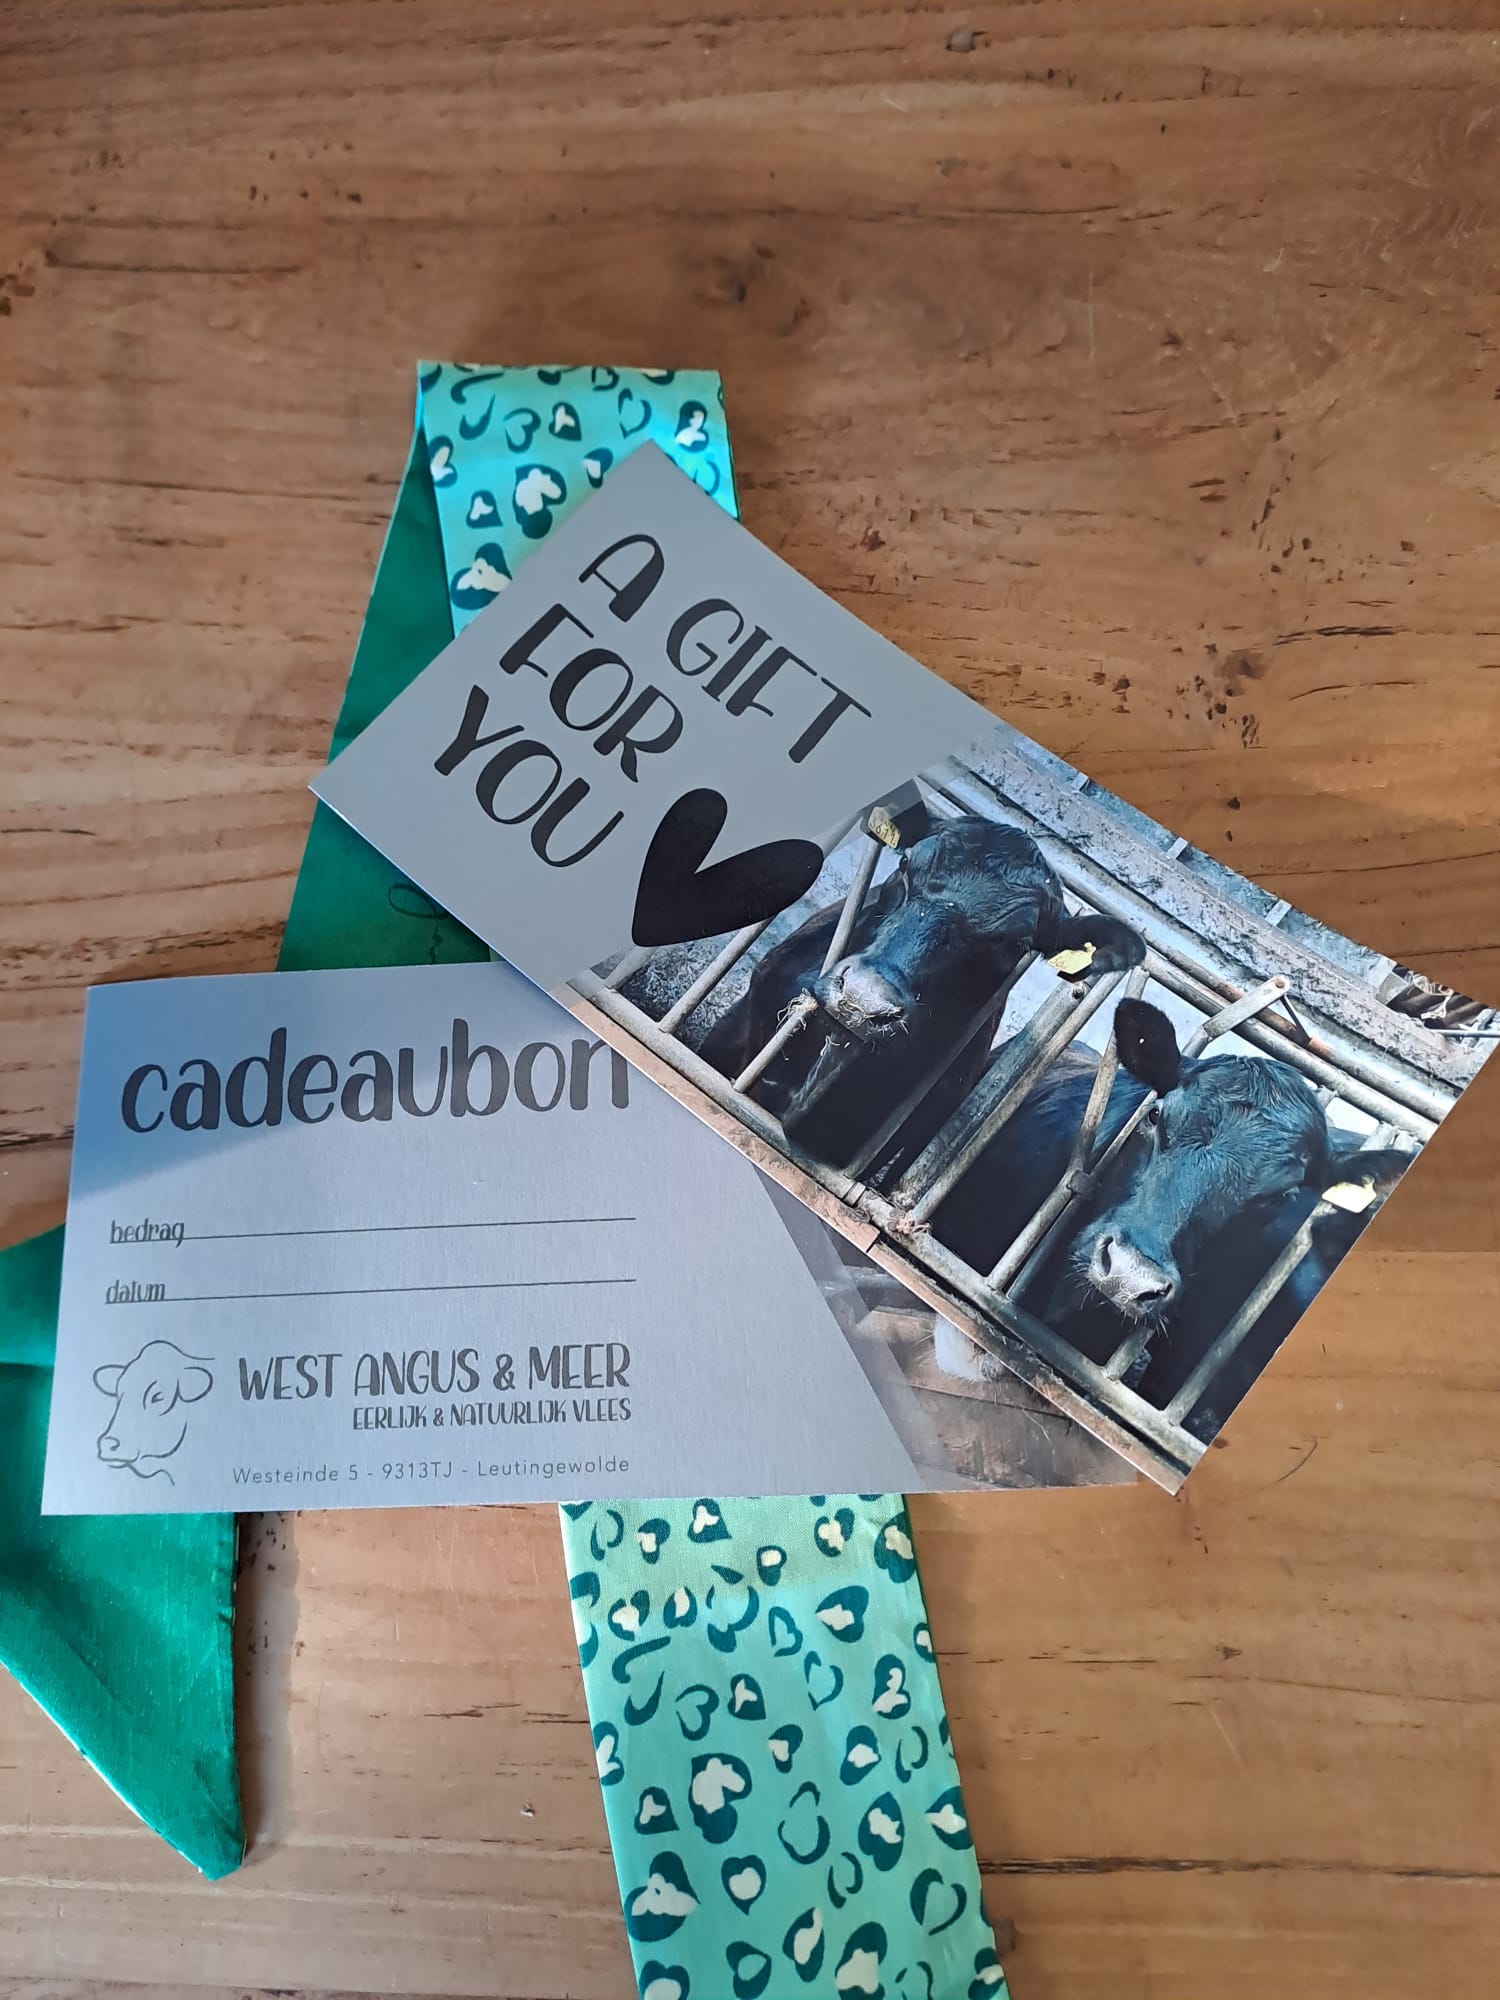 A GIFT
FOR
YOU
cadeaubon
bedrag
datum
WEST ANGUS & MEER
EERLIJK & NATUURLIJK VLEES
Westeinde 5 - 9313TJ - Leutingewolde